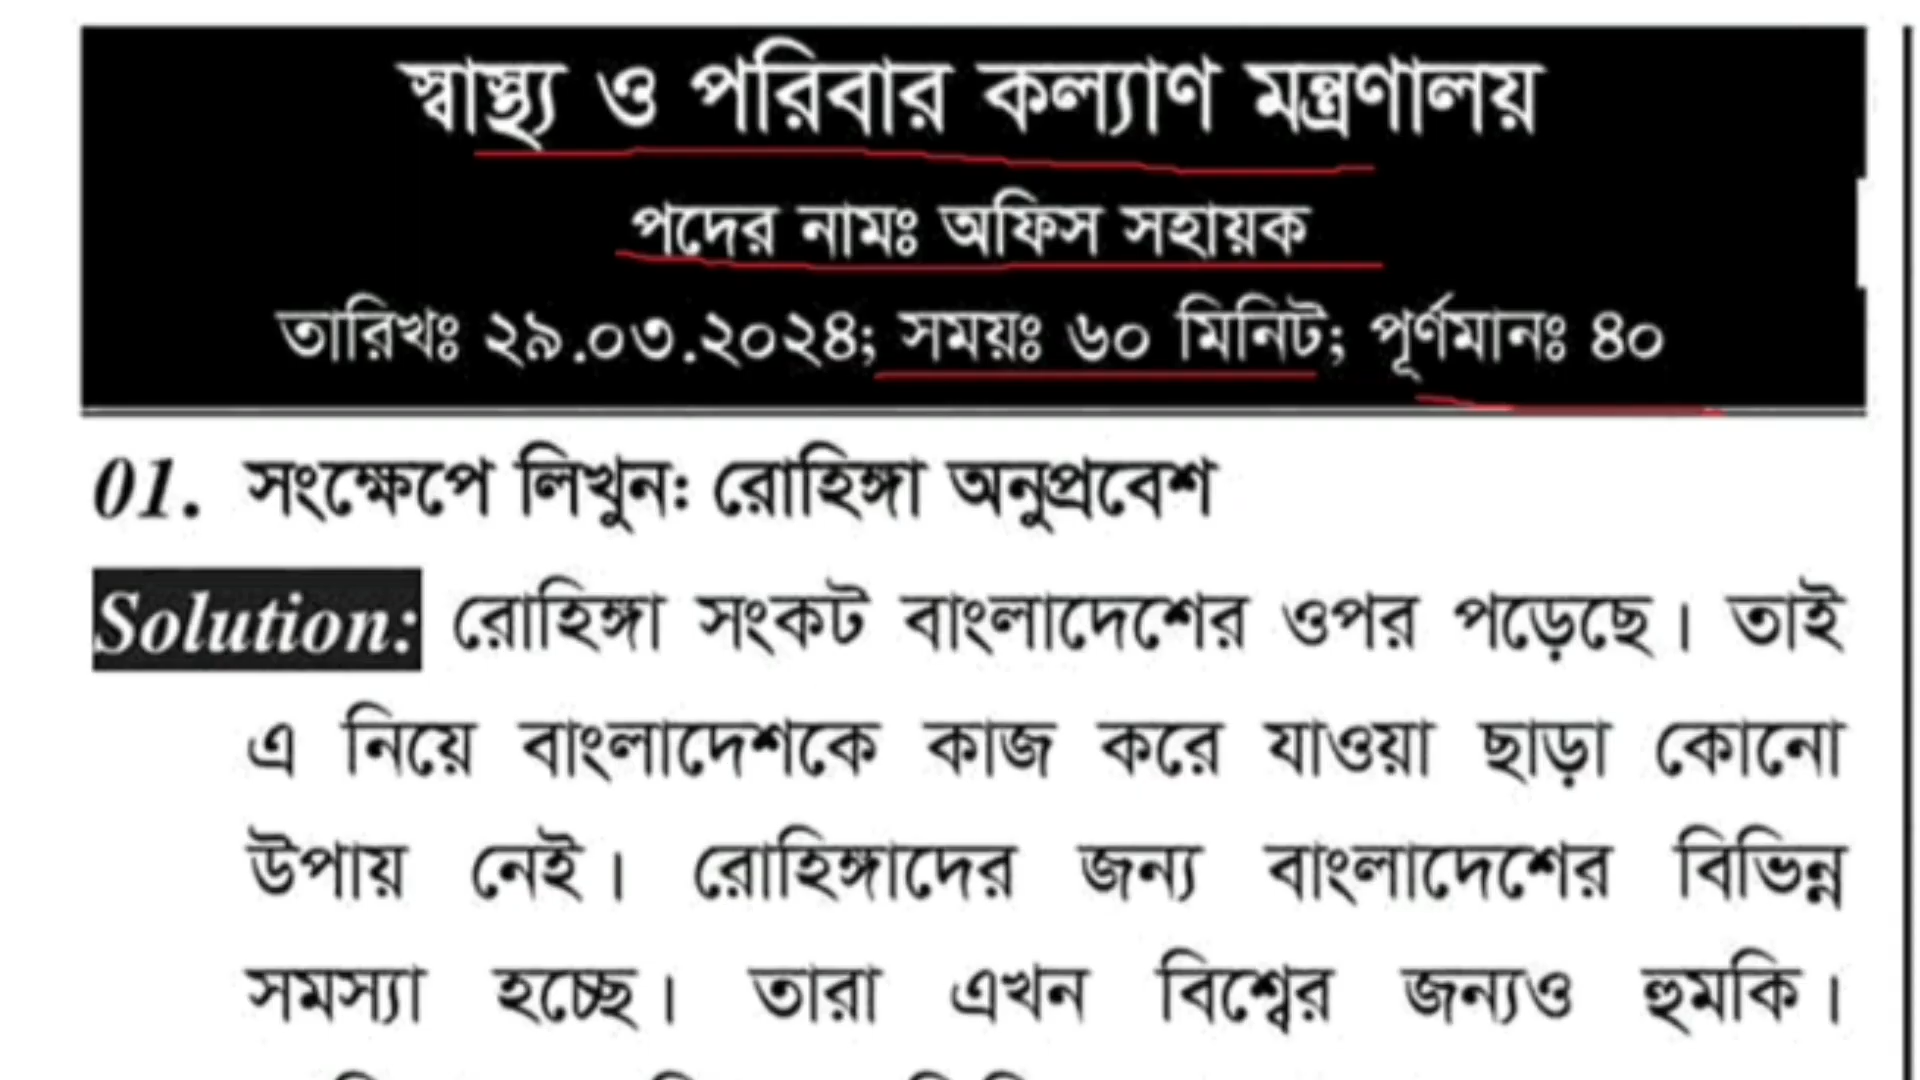 স্বাস্থ্য ও পরিবার কল্যাণ মন্ত্রণালয়
পদের নামঃ অফিস সহায়ক
তারিখঃ ২৯.০৩.২০২৪; সময়ঃ ৬০ মিনিট; পূর্ণমানঃ ৪০
01. সংক্ষেপে লিখুন: রোহিঙ্গা অনুপ্রবেশ
Solution: রোহিঙ্গা সংকট বাংলাদেশের ওপর পড়েছে। তাই
এ নিয়ে বাংলাদেশকে কাজ করে যাওয়া ছাড়া কোনো
উপায় নেই। রোহিঙ্গাদের জন্য বাংলাদেশের বিভিন্ন
সমস্যা হচ্ছে। তারা এখন বিশ্বের জন্যও হুমকি।